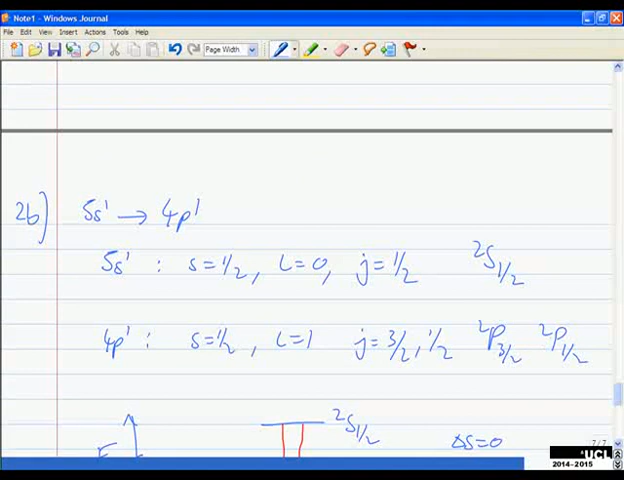 Note1 - Windows Journal
File Edit View Insert Actions Tools Help
Page Width
2b) 5s¹ → 4p¹
5s¹ : s=1/2, L=0, j=1/2 ²S₁/₂
4p¹ : s=1/2, L=1 j=3/2, 1/2 ²P₃/₂ ²P₁/₂
²S₁/₂
E ΔS=0
7/7
UCL
2014-2015